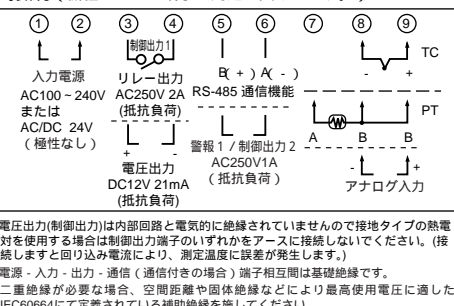 ① ② ③ ④ ⑤ ⑥ ⑦ ⑧ ⑨
制御出力1
TC
- +
入力電源
AC100~240V
または
AC/DC 24V
(極性なし)
リレー出力
AC250V 2A
(抵抗負荷)
+ -
電圧出力
DC12V 21mA
(抵抗負荷)
B( + ) A( - )
RS-485 通信機能
警報1 / 制御出力2
AC250V1A
(抵抗負荷)
PT
A B B
- +
アナログ入力
電圧出力(制御出力)は内部回路と電気的に絶縁されていませんので接地タイプの熱電
対を使用する場合は制御出力端子のいずれかをアースに接続しないでください。(接
続しますと回り込み電流により、測定温度に誤差が発生します。)
電源 - 入力 - 出力 - 通信(通信付きの場合)端子相互間は基礎絶縁です。
二重絶縁が必要な場合、空間距離や固体絶縁などにより最高使用電圧に適した
IEC60664にて定義されている補助絶縁を施してください。